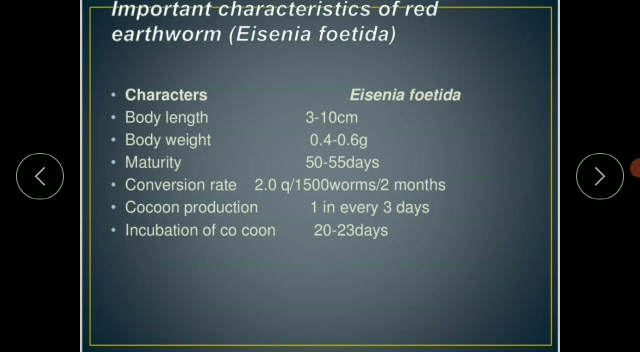 Important characteristics of red
earthworm (Eisenia foetida)
• Characters Eisenia foetida
• Body length 3-10cm
• Body weight 0.4-0.6g
• Maturity 50-55days
• Conversion rate 2.0 q/1500worms/2 months
• Cocoon production 1 in every 3 days
• Incubation of co coon 20-23days